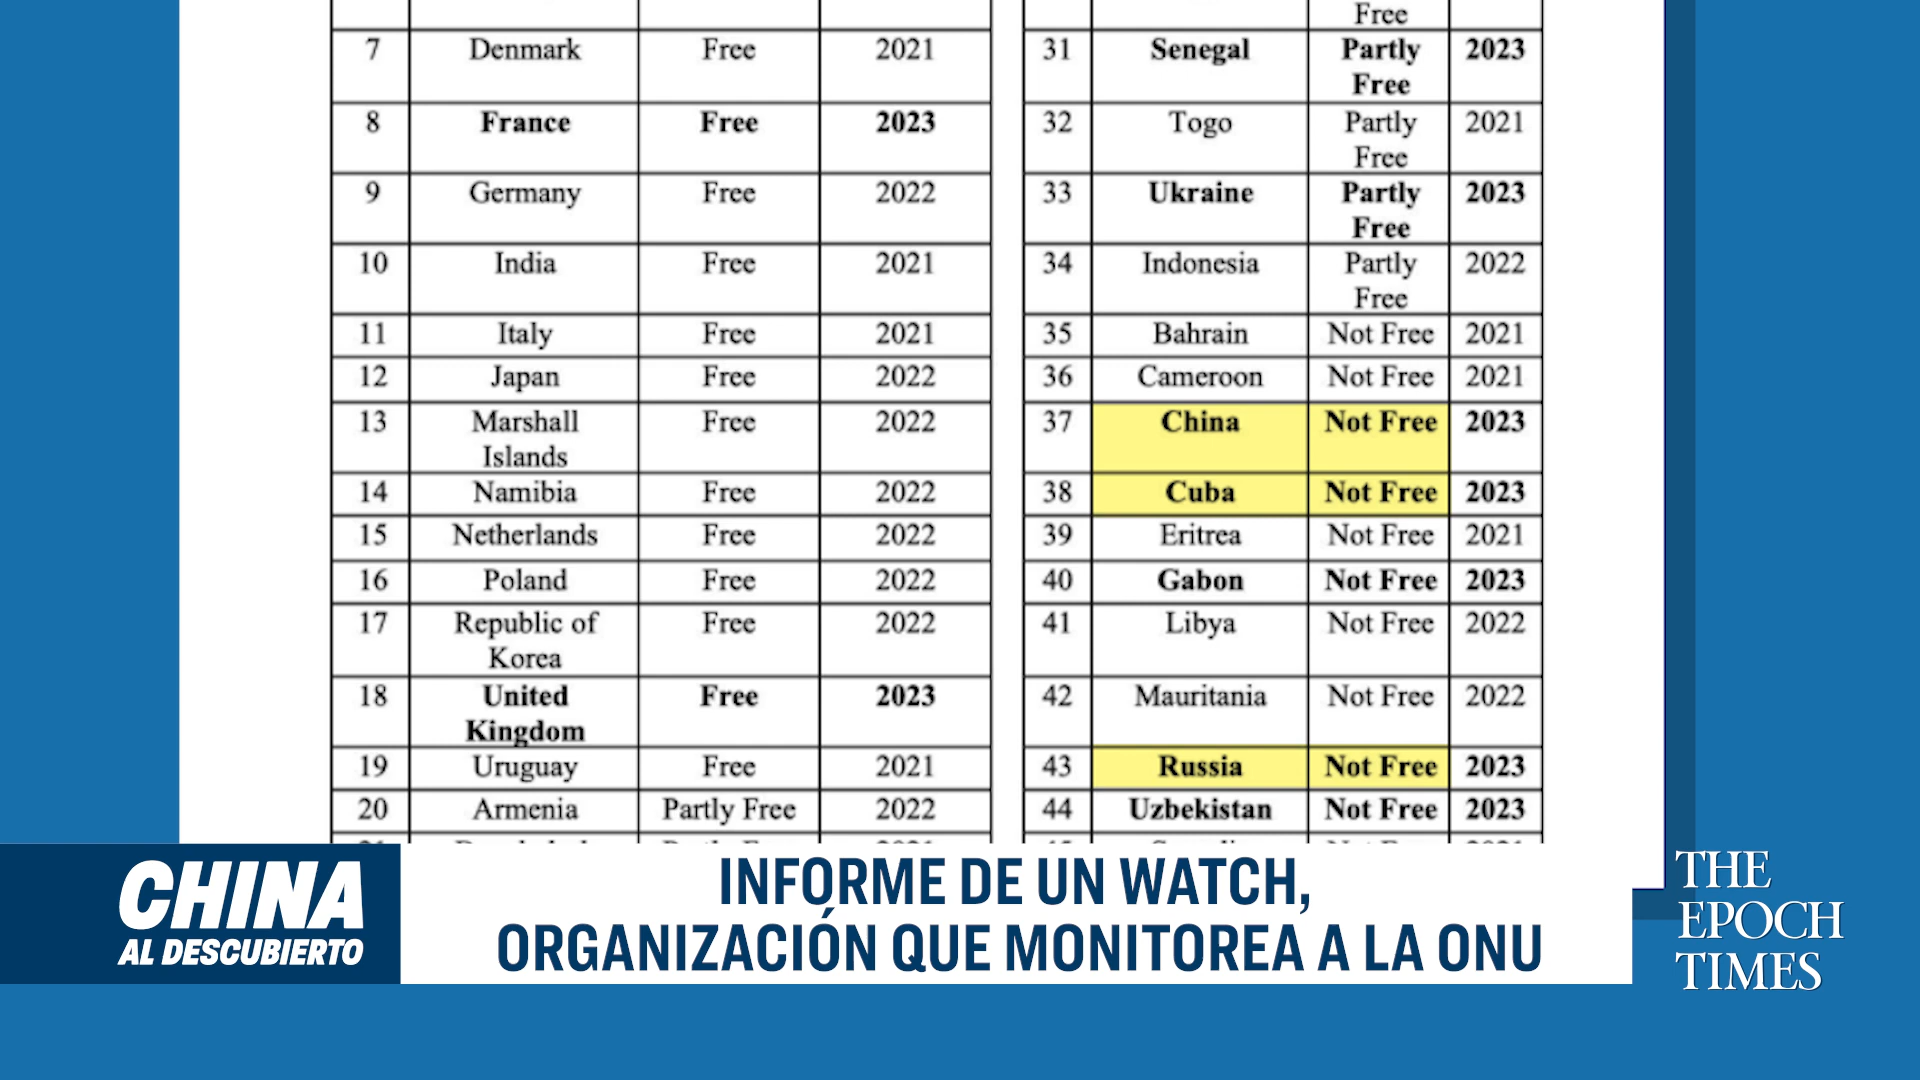 Free
7 Denmark Free 2021
31 Senegal Partly 2023
Free
8 France Free 2023
32 Togo Partly 2021
Free
9 Germany Free 2022
33 Ukraine Partly 2023
Free
10 India Free 2021
34 Indonesia Partly 2022
Free
11 Italy Free 2021
35 Bahrain Not Free 2021
12 Japan Free 2022
36 Cameroon Not Free 2021
13 Marshall Free 2022
Islands
37 China Not Free 2023
14 Namibia Free 2022
38 Cuba Not Free 2023
15 Netherlands Free 2022
39 Eritrea Not Free 2021
16 Poland Free 2022
40 Gabon Not Free 2023
17 Republic of Free 2022
Korea
41 Libya Not Free 2022
18 United Free 2023
Kingdom
42 Mauritania Not Free 2022
19 Uruguay Free 2021
43 Russia Not Free 2023
20 Armenia Partly Free 2022
44 Uzbekistan Not Free 2023
CHINA
AL DESCUBIERTO
INFORME DE UN WATCH,
ORGANIZACIÓN QUE MONITOREA A LA ONU
THE
EPOCH
TIMES